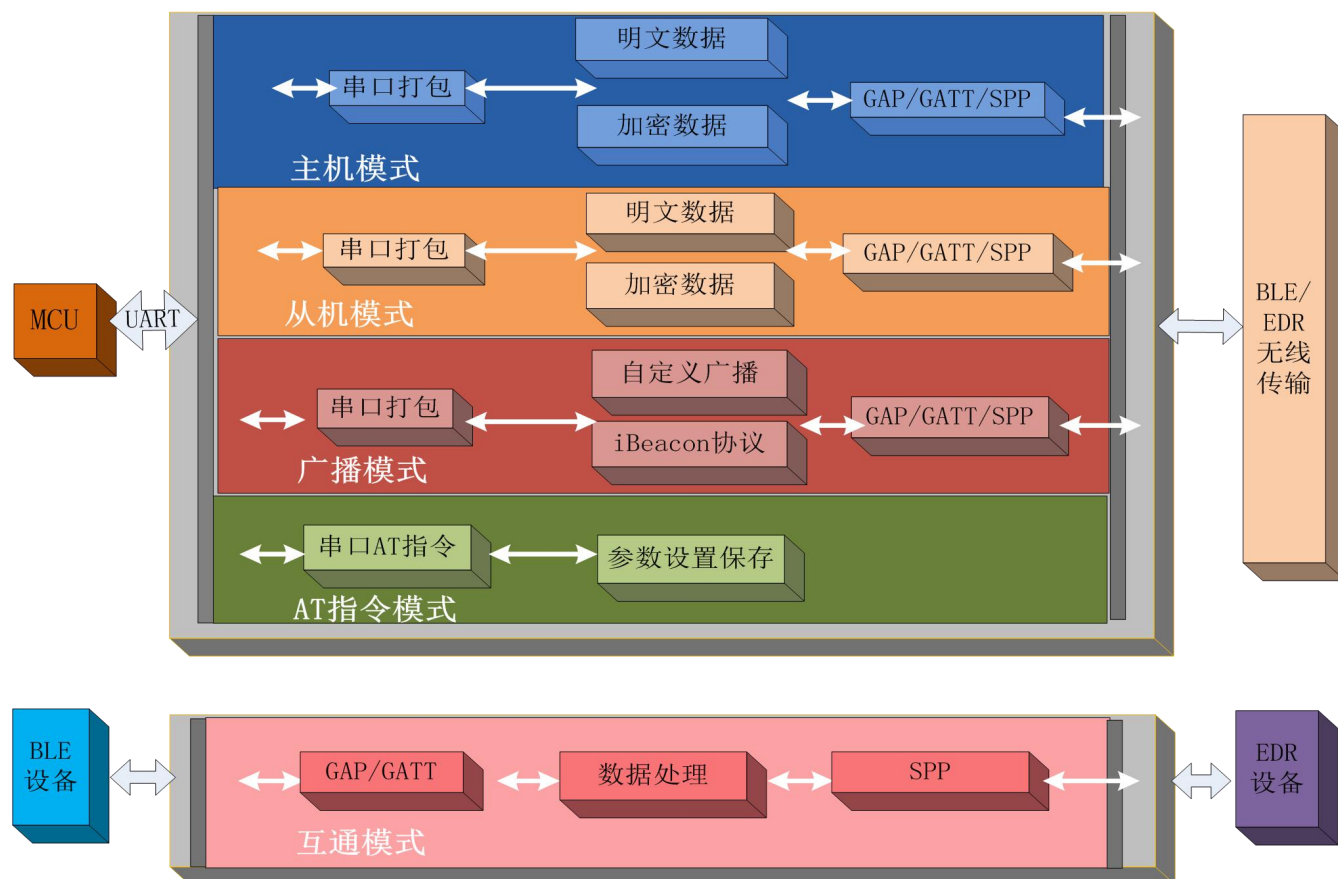 明文数据
串口打包
GAP/GATT/SPP
加密数据
主机模式
明文数据
串口打包
GAP/GATT/SPP
加密数据
从机模式
MCU
UART
BLE/
EDR
无线
传输
自定义广播
串口打包
GAP/GATT/SPP
iBeacon协议
广播模式
串口AT指令
参数设置保存
AT指令模式
BLE
设备
GAP/GATT
数据处理
SPP
互通模式
EDR
设备